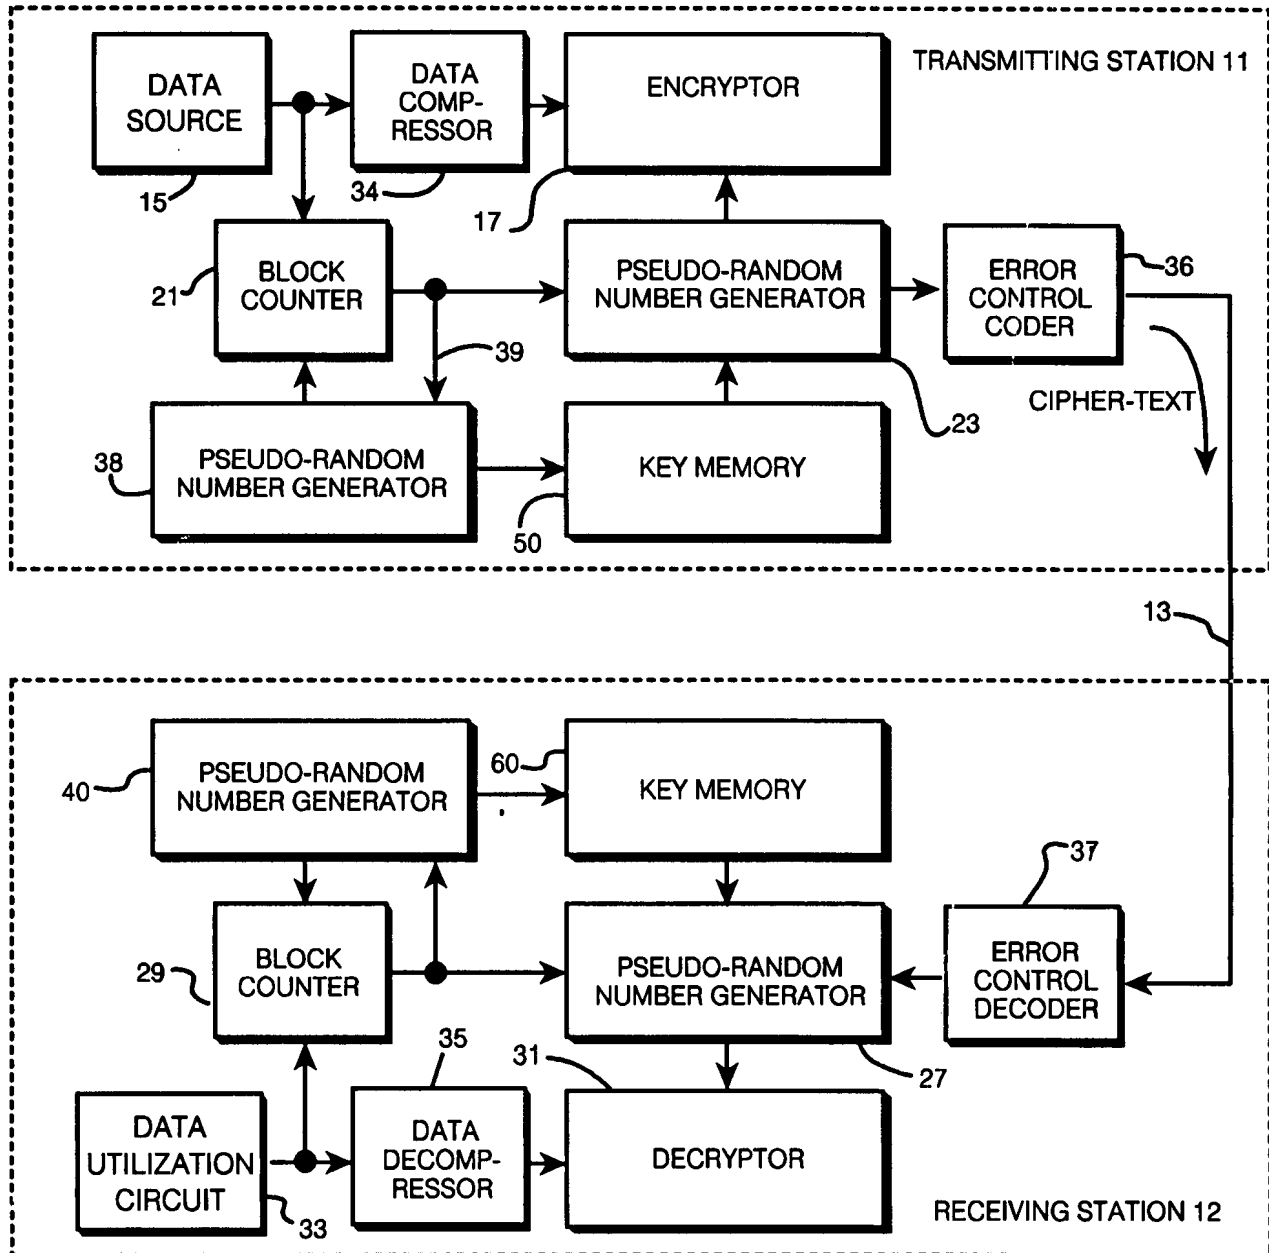 TRANSMITTING STATION 11
DATA
SOURCE
15
DATA
COMP-
RESSOR
34
ENCRYPTOR
17
BLOCK
COUNTER
21
39
PSEUDO-RANDOM
NUMBER GENERATOR
23
ERROR
CONTROL
CODER
36
CIPHER-TEXT
PSEUDO-RANDOM
NUMBER GENERATOR
38
KEY MEMORY
50
13
PSEUDO-RANDOM
NUMBER GENERATOR
40
KEY MEMORY
60
BLOCK
COUNTER
29
PSEUDO-RANDOM
NUMBER GENERATOR
27
ERROR
CONTROL
DECODER
37
DATA
UTILIZATION
CIRCUIT
33
DATA
DECOMP-
RESSOR
35
DECRYPTOR
31
RECEIVING STATION 12